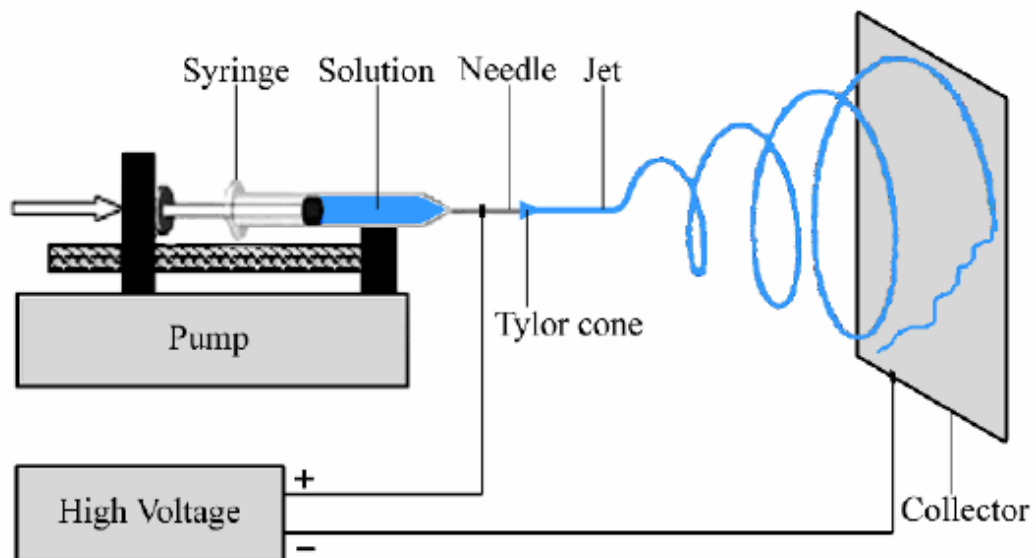 Syringe
Solution
Needle
Jet
Tylor cone
Pump
+
High Voltage
−
Collector